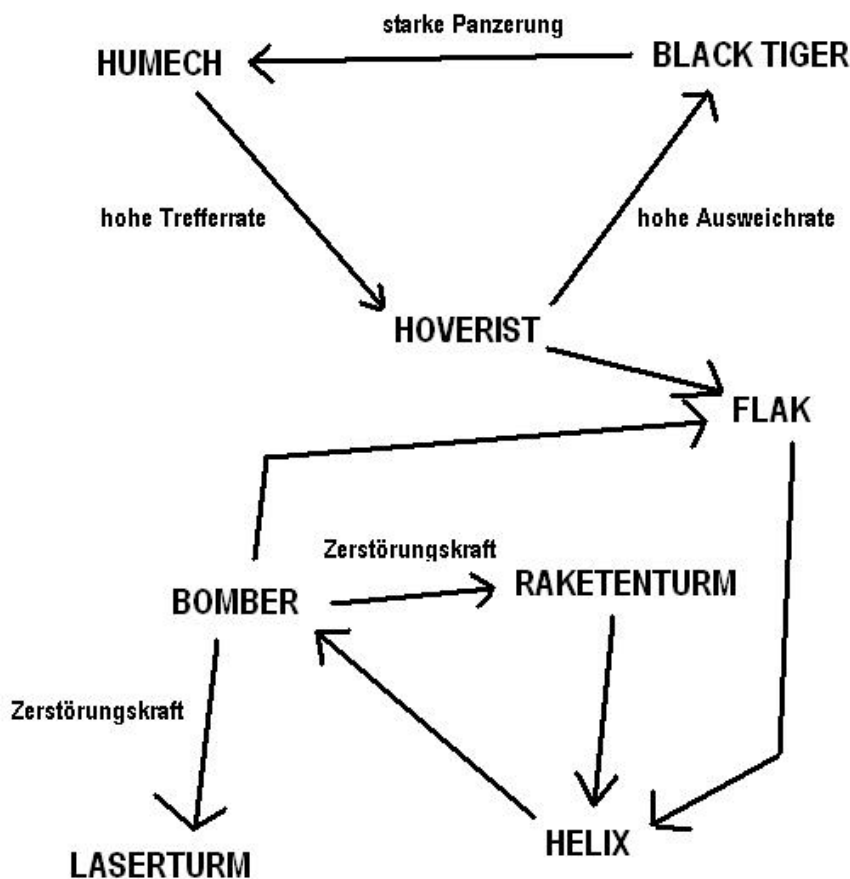 starke Panzerung
HUMECH
BLACK TIGER
hohe Trefferrate
hohe Ausweichrate
HOVERIST
FLAK
Zerstörungskraft
RAKETENTURM
BOMBER
Zerstörungskraft
HELIX
LASERTURM